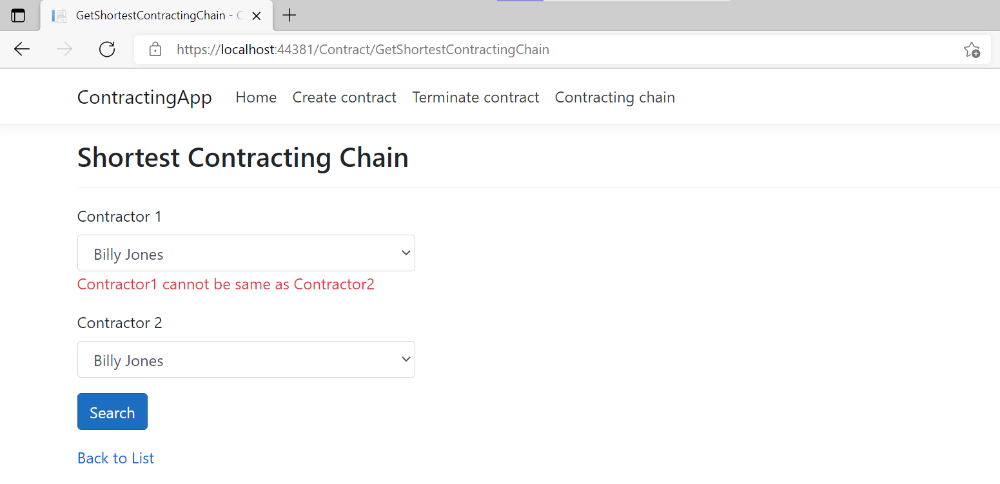 GetShortestContractingChain - C
https://localhost:44381/Contract/GetShortestContractingChain
ContractingApp Home Create contract Terminate contract Contracting chain
Shortest Contracting Chain
Contractor 1
Billy Jones
Contractor1 cannot be same as Contractor2
Contractor 2
Billy Jones
Search
Back to List